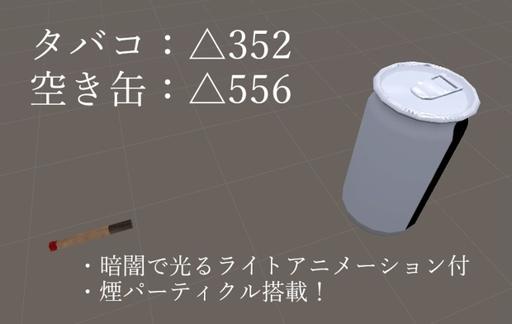 タバコ：△352
空き缶：△556
・暗闇で光るライトアニメーション付
・煙パーティクル搭載！